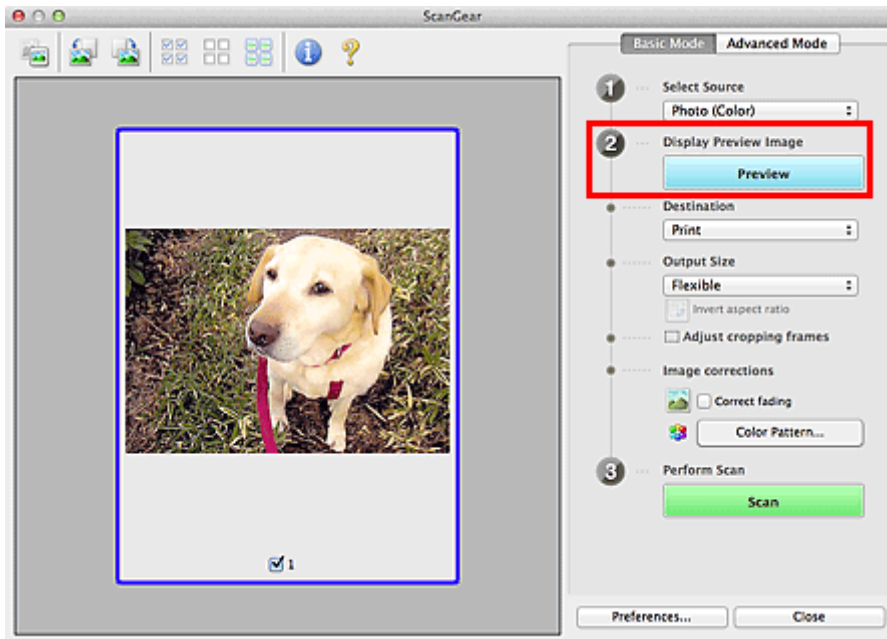 ScanGear
Basic Mode Advanced Mode
1 Select Source
Photo (Color)
2 Display Preview Image
Preview
Destination
Print
Output Size
Flexible
Invert aspect ratio
Adjust cropping frames
Image corrections
Correct fading
Color Pattern...
3 Perform Scan
Scan
1
Preferences... Close